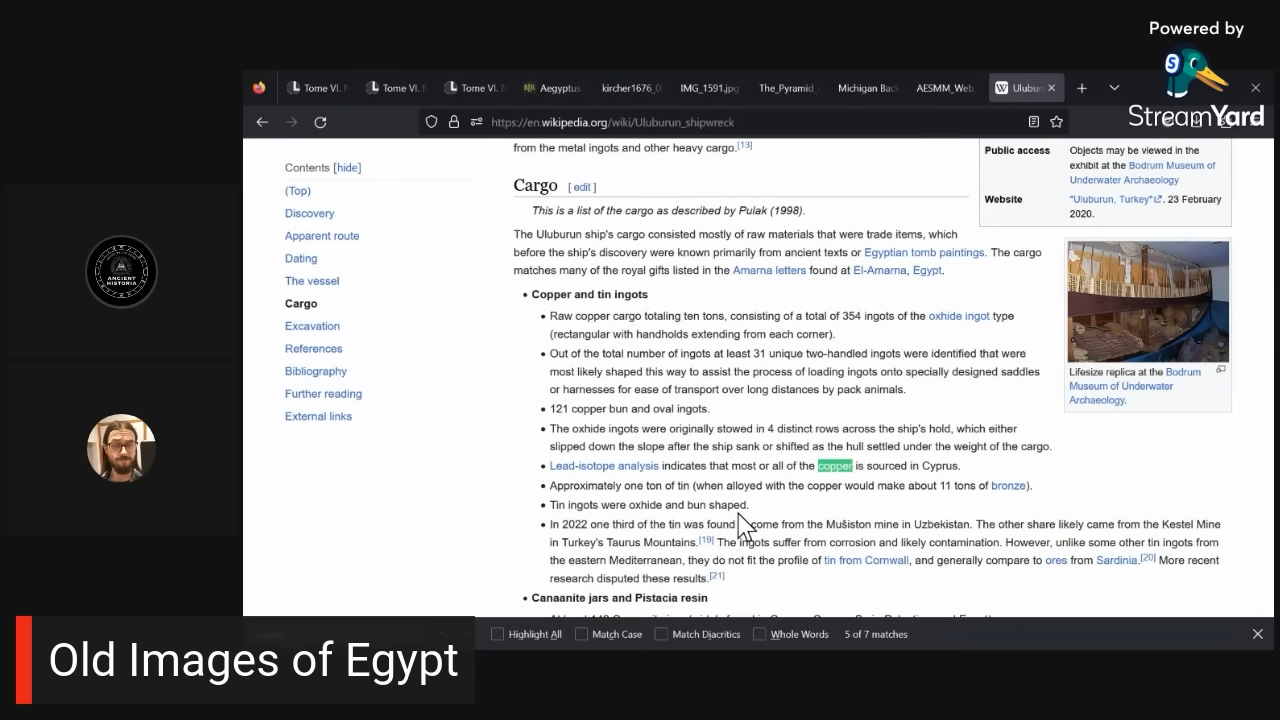 Powered by
StreamYard
Tome VI.
Tome VI.
Tome VI.
Aegyptus
kircher1676_0
IMG_1591.jpg
The_Pyramid_
Michigan Bac
AESMM_Web
Ulubur
https://en.wikipedia.org/wiki/Uluburun_shipwreck
Contents [hide]
(Top)
Discovery
Apparent route
Dating
The vessel
Cargo
Excavation
References
Bibliography
Further reading
External links
from the metal ingots and other heavy cargo.[13]
Cargo [ edit ]
This is a list of the cargo as described by Pulak (1998).
The Uluburun ship's cargo consisted mostly of raw materials that were trade items, which
before the ship's discovery were known primarily from ancient texts or Egyptian tomb paintings. The cargo
matches many of the royal gifts listed in the Amarna letters found at El-Amarna, Egypt.
• Copper and tin ingots
• Raw copper cargo totaling ten tons, consisting of a total of 354 ingots of the oxhide ingot type
(rectangular with handholds extending from each corner).
• Out of the total number of ingots at least 31 unique two-handled ingots were identified that were
most likely shaped this way to assist the process of loading ingots onto specially designed saddles
or harnesses for ease of transport over long distances by pack animals.
• 121 copper bun and oval ingots.
• The oxhide ingots were originally stowed in 4 distinct rows across the ship's hold, which either
slipped down the slope after the ship sank or shifted as the hull settled under the weight of the cargo.
• Lead-isotope analysis indicates that most or all of the copper is sourced in Cyprus.
• Approximately one ton of tin (when alloyed with the copper would make about 11 tons of bronze).
• Tin ingots were oxhide and bun shaped.
• In 2022 one third of the tin was found come from the Mušiston mine in Uzbekistan. The other share likely came from the Kestel Mine
in Turkey's Taurus Mountains.[19] The ingots suffer from corrosion and likely contamination. However, unlike some other tin ingots from
the eastern Mediterranean, they do not fit the profile of tin from Cornwall, and generally compare to ores from Sardinia.[20] More recent
research disputed these results.[21]
• Canaanite jars and Pistacia resin
Public access
Objects may be viewed in the
exhibit at the Bodrum Museum of
Underwater Archaeology
Website
"Uluburun, Turkey". 23 February
2020.
Lifesize replica at the Bodrum
Museum of Underwater
Archaeology.
Highlight All
Match Case
Match Diacritics
Whole Words
5 of 7 matches
ANCIENT
HISTORIA
Old Images of Egypt